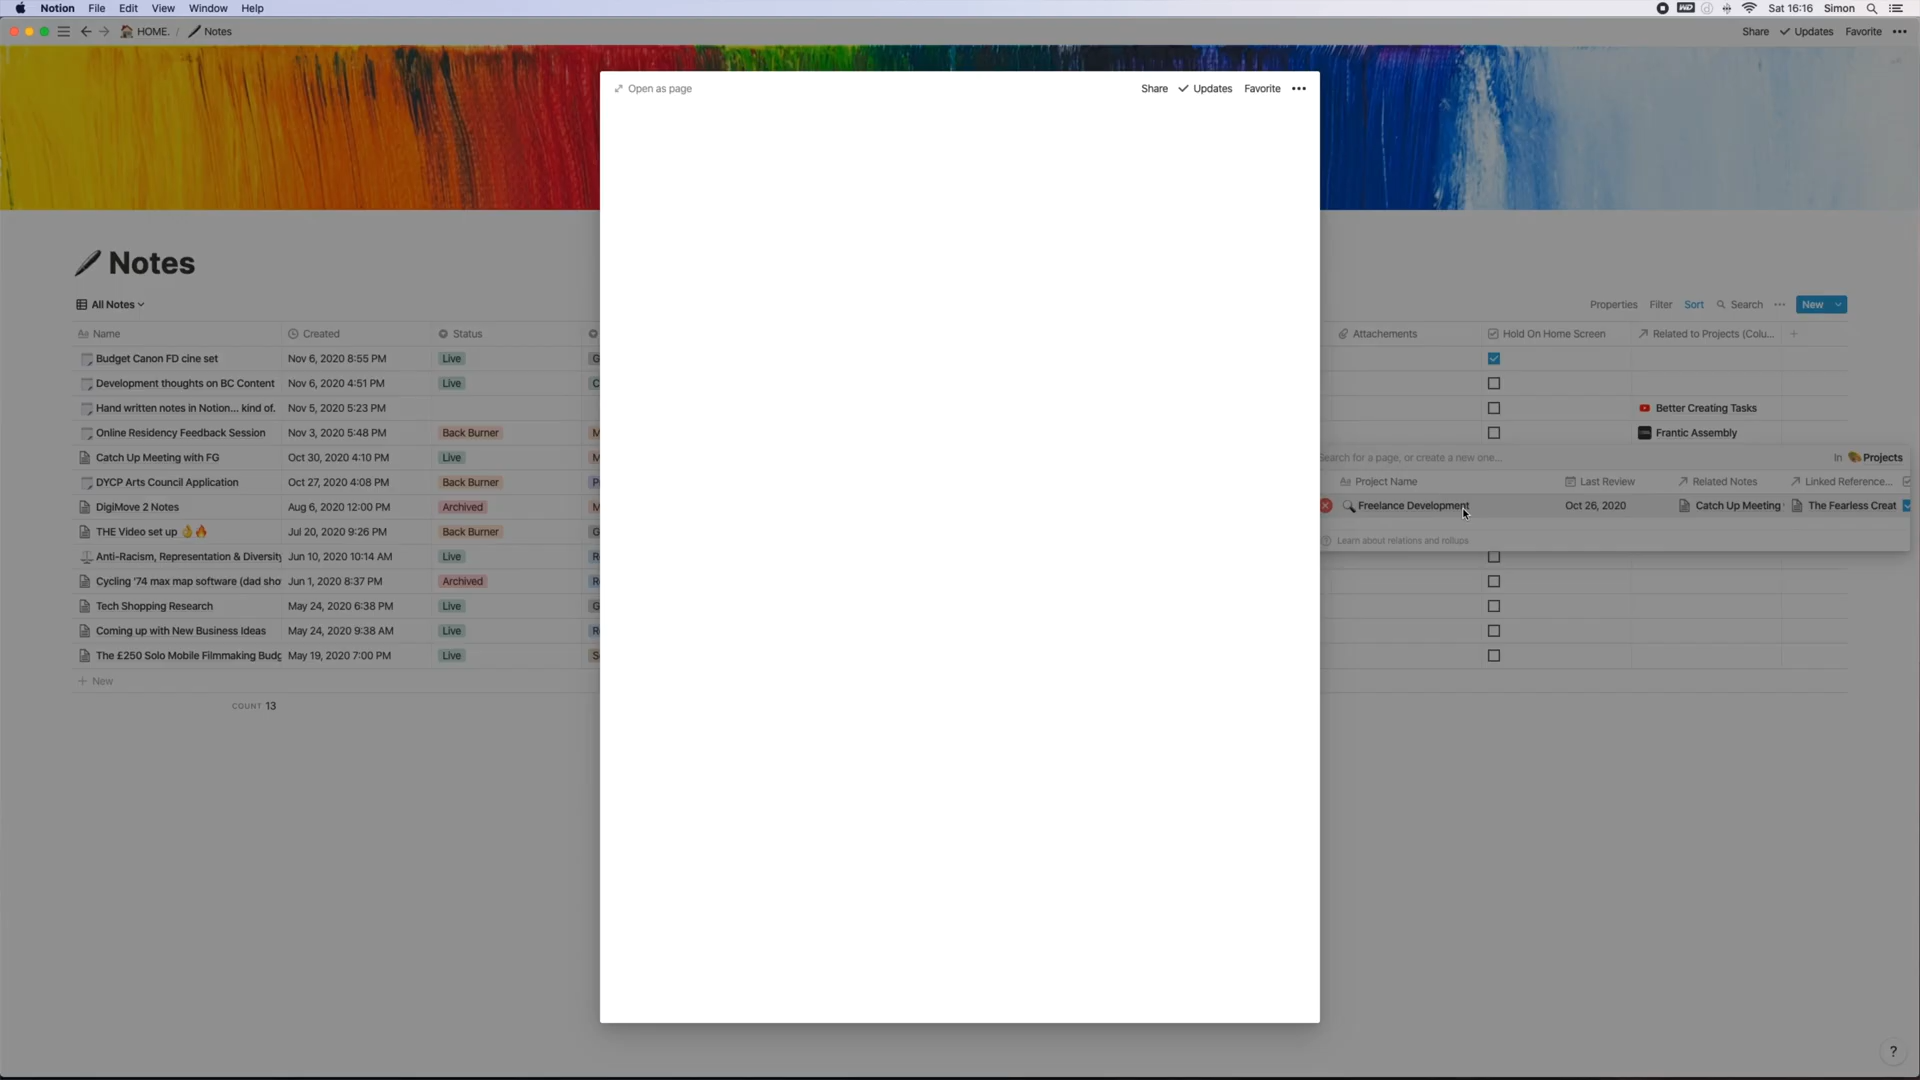 Notion File Edit View Window Help
WD Sat 16:16 Simon
HOME. / Notes
Share Updates Favorite
Open as page
Share Updates Favorite
Notes
All Notes
Properties Filter Sort Search New
Name Created Status Attachements Hold On Home Screen Related to Projects (Colu...
Budget Canon FD cine set Nov 6, 2020 8:55 PM Live G
Development thoughts on BC Content Nov 6, 2020 4:51 PM Live C
Hand written notes in Notion... kind of. Nov 5, 2020 5:23 PM Better Creating Tasks
Online Residency Feedback Session Nov 3, 2020 5:48 PM Back Burner M Frantic Assembly
Catch Up Meeting with FG Oct 30, 2020 4:10 PM Live M
Search for a page, or create a new one... In Projects
DYCP Arts Council Application Oct 27, 2020 4:08 PM Back Burner
Project Name Last Review Related Notes Linked Reference...
DigiMove 2 Notes Aug 6, 2020 12:00 PM Archived M
Freelance Development Oct 26, 2020 Catch Up Meeting The Fearless Creat
THE Video set up 👌🔥 Jul 20, 2020 9:26 PM Back Burner G
Learn about relations and rollups
Anti-Racism, Representation & Diversity Jun 10, 2020 10:14 AM Live R
Cycling '74 max map software (dad sho Jun 1, 2020 8:37 PM Archived R
Tech Shopping Research May 24, 2020 6:38 PM Live G
Coming up with New Business Ideas May 24, 2020 9:38 AM Live R
The £250 Solo Mobile Filmmaking Budg May 19, 2020 7:00 PM Live S
+ New
COUNT 13
?